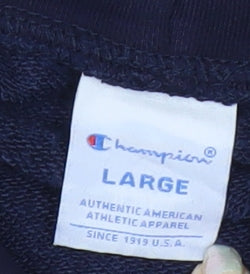 Champion®
LARGE
AUTHENTIC AMERICAN
ATHLETIC APPAREL
SINCE 1919 U.S.A.